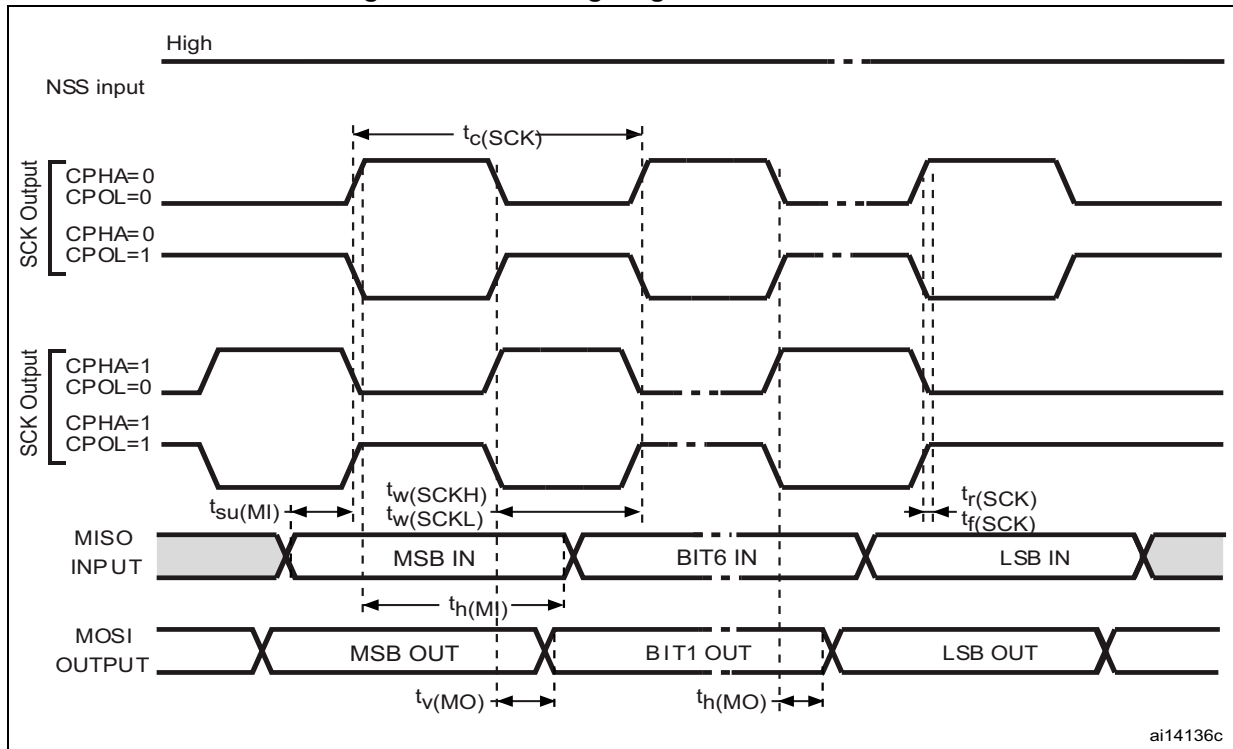 High
NSS input
tc(SCK)
SCK Output
CPHA=0
CPOL=0
CPHA=0
CPOL=1
SCK Output
CPHA=1
CPOL=0
CPHA=1
CPOL=1
tsu(MI)
tw(SCKH)
tw(SCKL)
tr(SCK)
tf(SCK)
MISO
INPUT
MSB IN
BIT6 IN
LSB IN
th(MI)
MOSI
OUTPUT
MSB OUT
BIT1 OUT
LSB OUT
tv(MO)
th(MO)
ai14136c